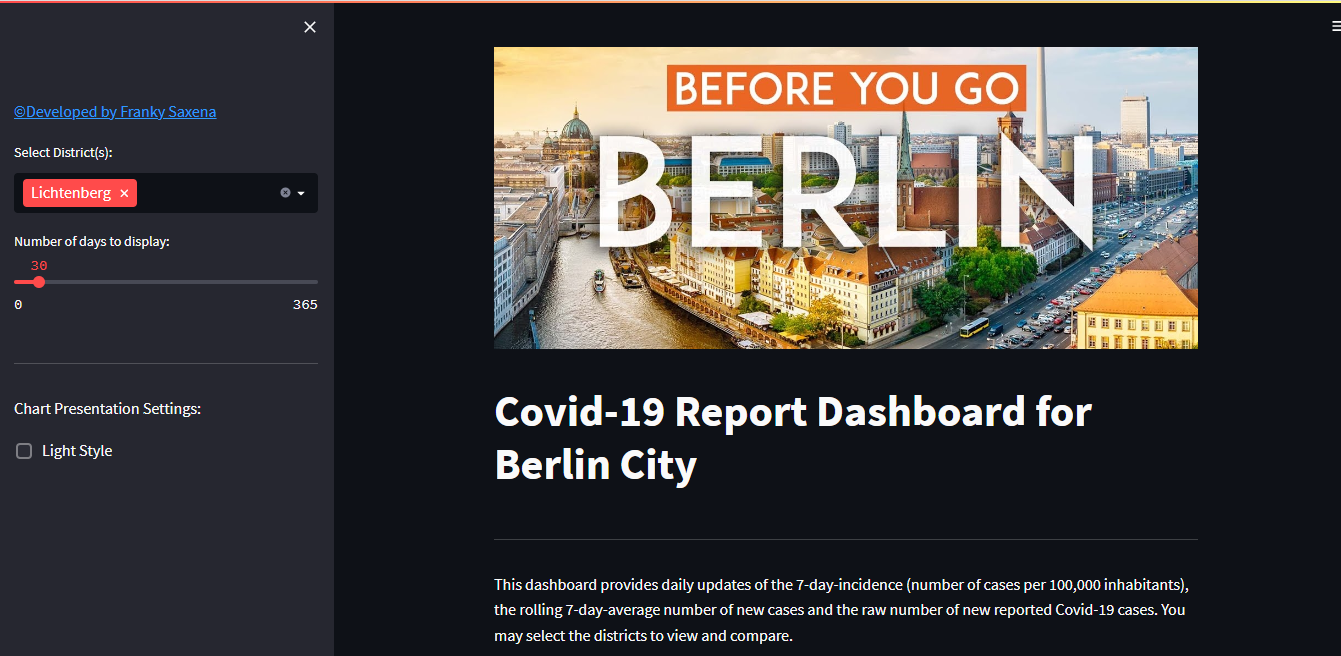 ©Developed by Franky Saxena
Select District(s):
Lichtenberg
Number of days to display:
30
0 365
Chart Presentation Settings:
Light Style
BEFORE YOU GO
BERLIN
Covid-19 Report Dashboard for
Berlin City
This dashboard provides daily updates of the 7-day-incidence (number of cases per 100,000 inhabitants),
the rolling 7-day-average number of new cases and the raw number of new reported Covid-19 cases. You
may select the districts to view and compare.